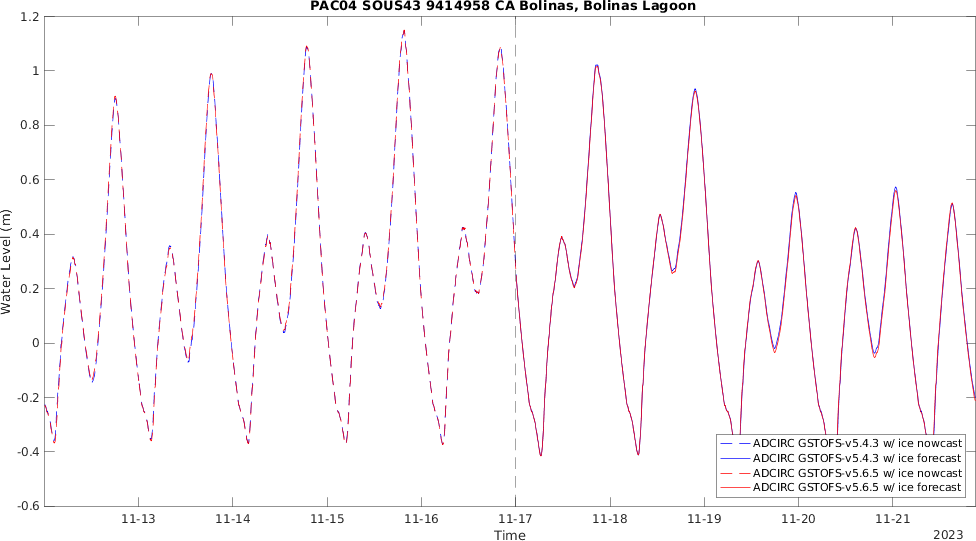 PAC04 SOUS43 9414958 CA Bolinas, Bolinas Lagoon
1.2
1
0.8
0.6
0.4
0.2
0
-0.2
-0.4
-0.6
Water Level (m)
11-13
11-14
11-15
11-16
11-17
11-18
11-19
11-20
11-21
Time
2023
ADCIRC GSTOFS-v5.4.3 w/ ice nowcast
ADCIRC GSTOFS-v5.4.3 w/ ice forecast
ADCIRC GSTOFS-v5.6.5 w/ ice nowcast
ADCIRC GSTOFS-v5.6.5 w/ ice forecast